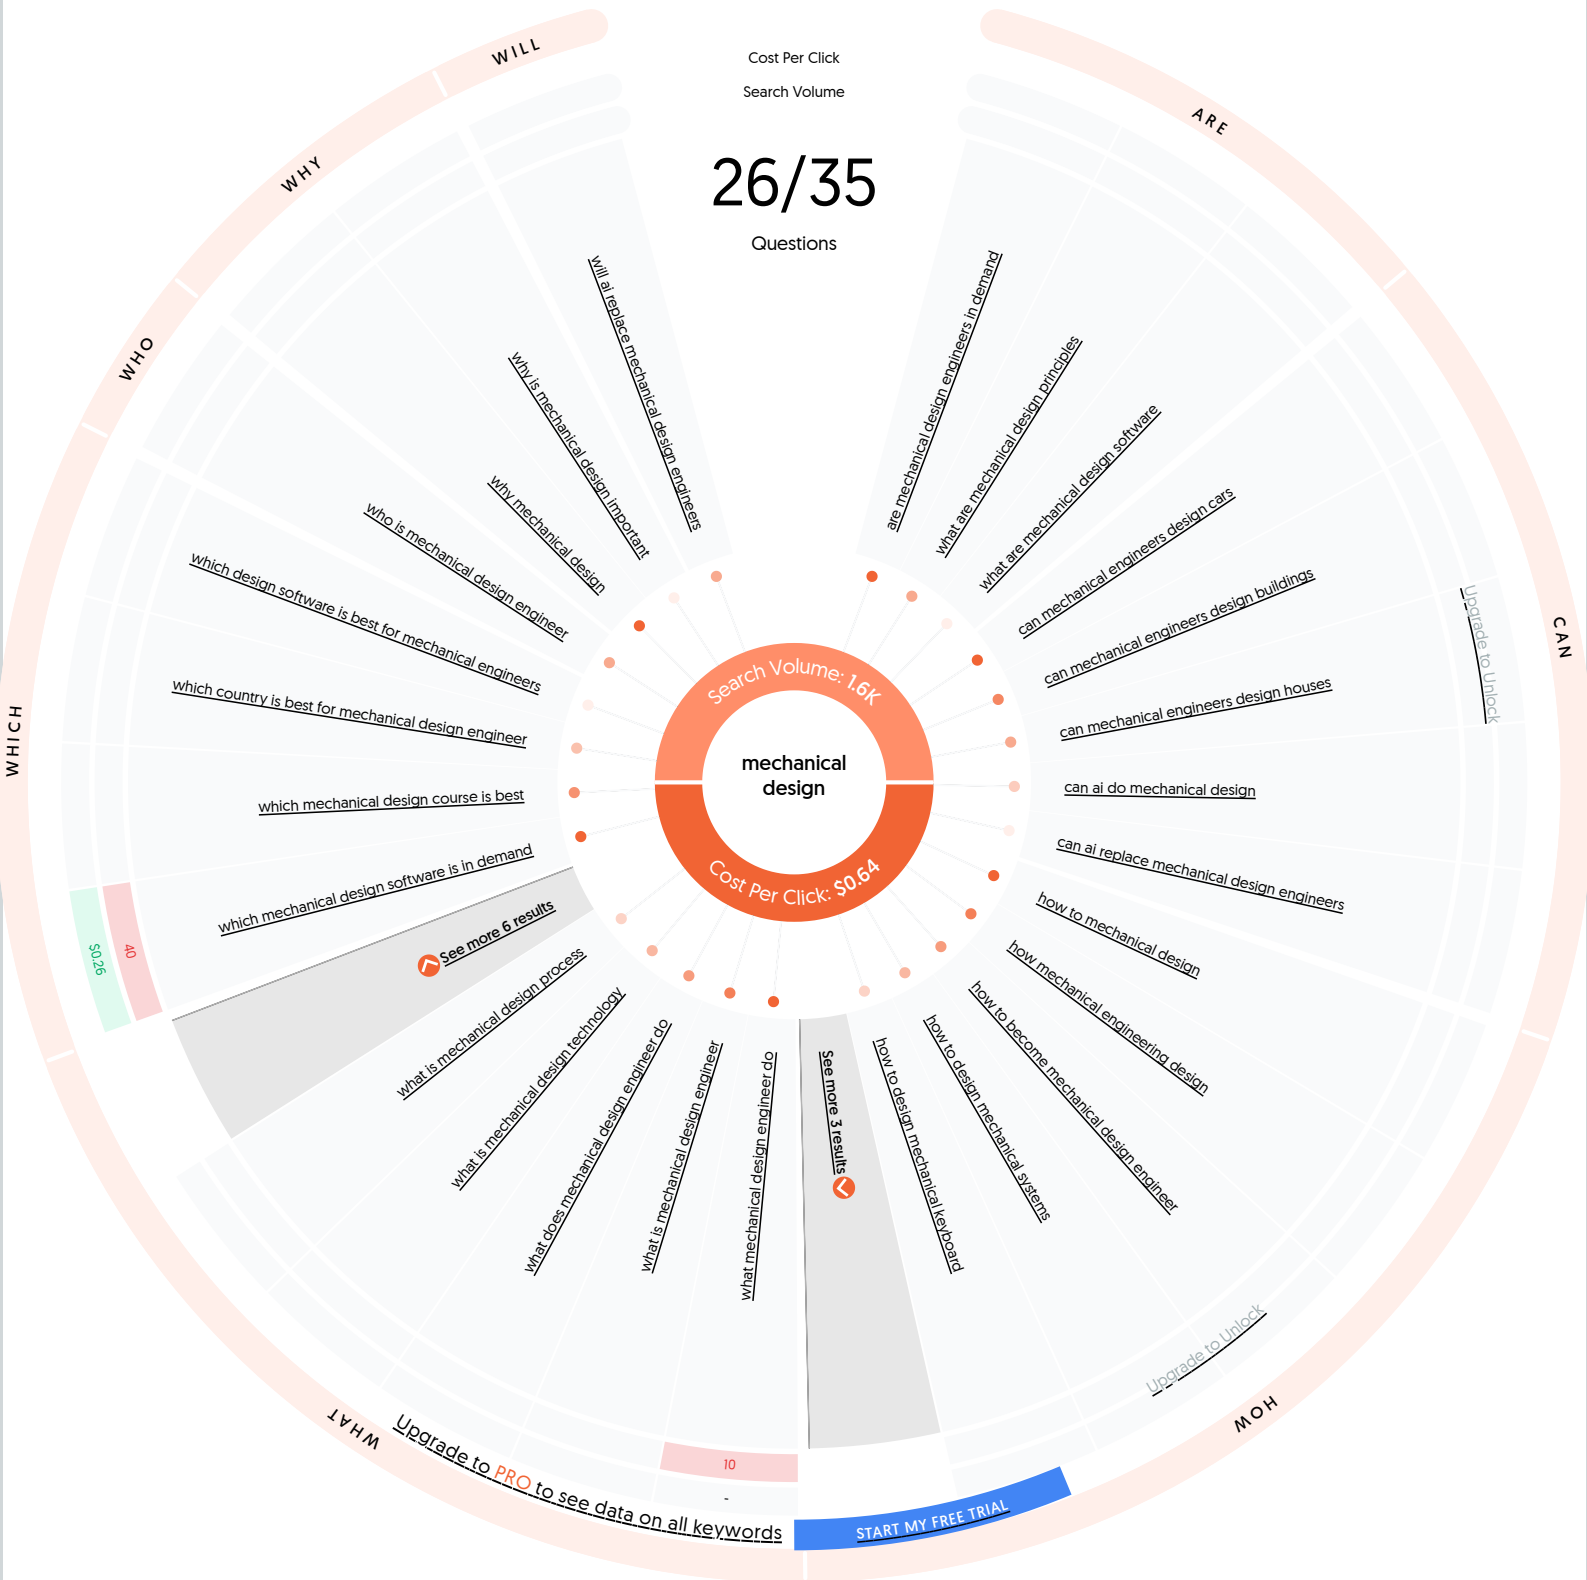 Cost Per Click
Search Volume
26/35
Questions
ARE
are mechanical design engineers in demand
what are mechanical design principles
what are mechanical design software
CAN
can mechanical engineers design cars
can mechanical engineers design buildings
can mechanical engineers design houses
can ai do mechanical design
can ai replace mechanical design engineers
Upgrade to Unlock
HOW
how to mechanical design
how mechanical engineering design
how to become mechanical design engineer
how to design mechanical systems
how to design mechanical keyboard
See more 3 results
Upgrade to Unlock
START MY FREE TRIAL
WHAT
what mechanical design engineer do
what is mechanical design engineer
what does mechanical design engineer do
what is mechanical design technology
what is mechanical design process
See more 6 results
10
-
Upgrade to PRO to see data on all keywords
WHICH
which mechanical design software is in demand
which mechanical design course is best
which country is best for mechanical design engineer
which design software is best for mechanical engineers
40
$0.26
WHO
who is mechanical design engineer
WHY
why mechanical design
why is mechanical design important
WILL
will ai replace mechanical design engineers
Search Volume: 1.6K
mechanical
design
Cost Per Click: $0.64